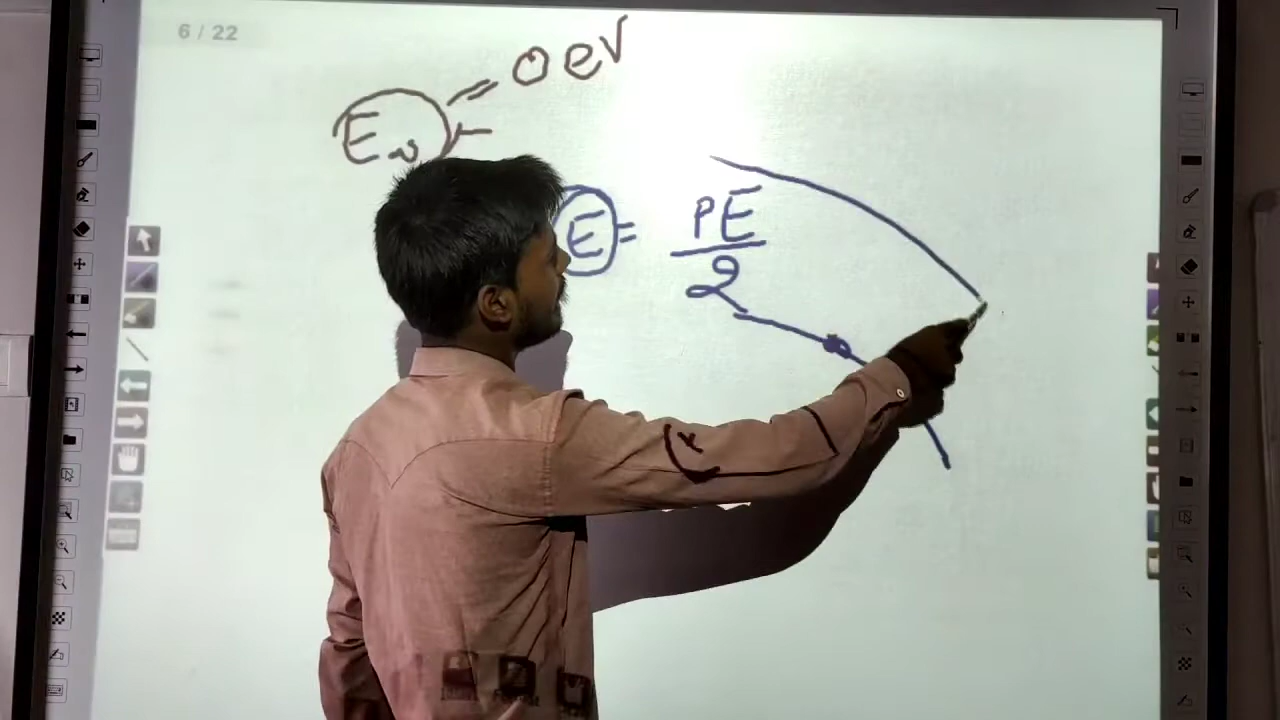 6 / 22
E∞ = 0 eV
E = PE/2
(+